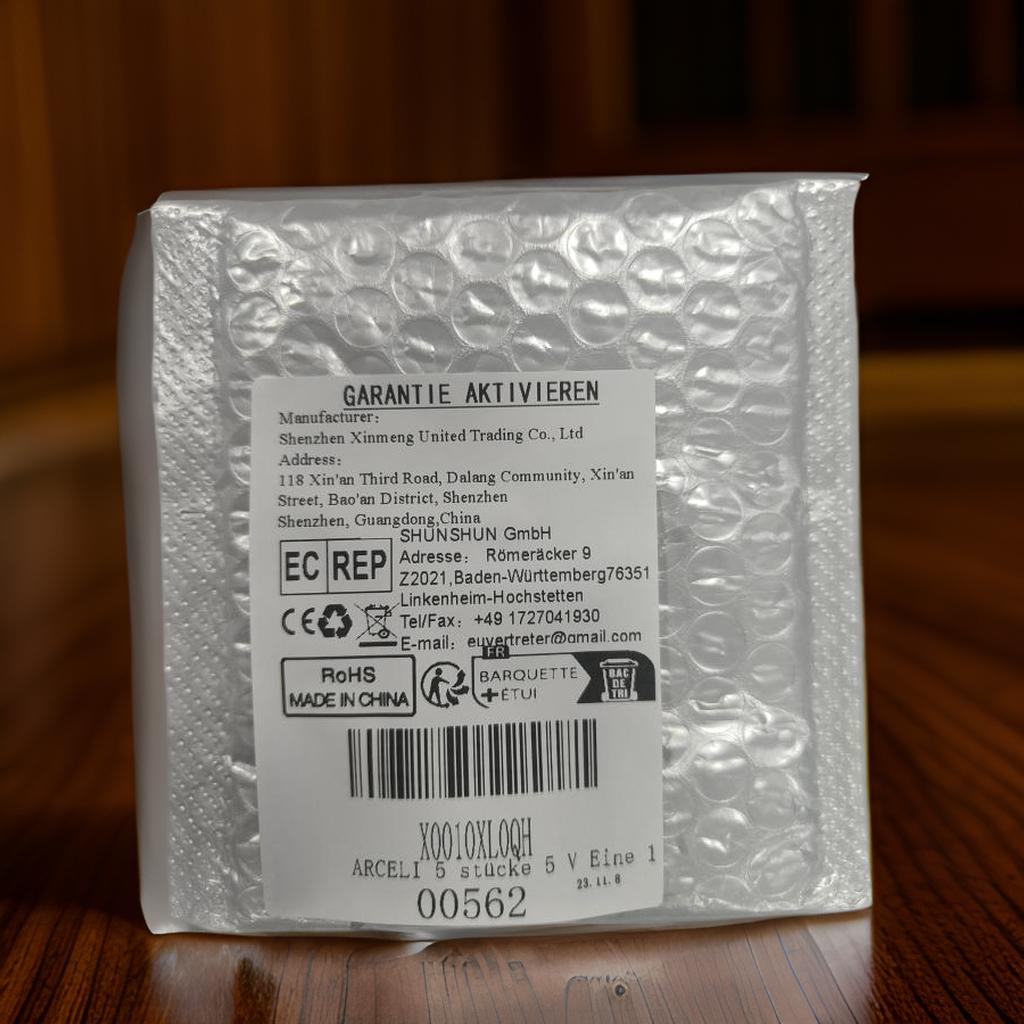 GARANTIE AKTIVIEREN
Manufacturer:
Shenzhen Xinmeng United Trading Co., Ltd
Address:
118 Xin'an Third Road, Dalang Community, Xin'an
Street, Bao'an District, Shenzhen
Shenzhen, Guangdong,China
EC REP
SHUNSHUN GmbH
Adresse: Römeräcker 9
Z2021,Baden-Württemberg76351
Linkenheim-Hochstetten
Tel/Fax: +49 1727041930
E-mail: euvertreter@gmail.com
CE
RoHS
MADE IN CHINA
FR
BARQUETTE
+ ÉTUI
BAC
DE
TRI
X0010XL0QH
ARCELI 5 stücke 5 V Eine 1
23.11.8
00562